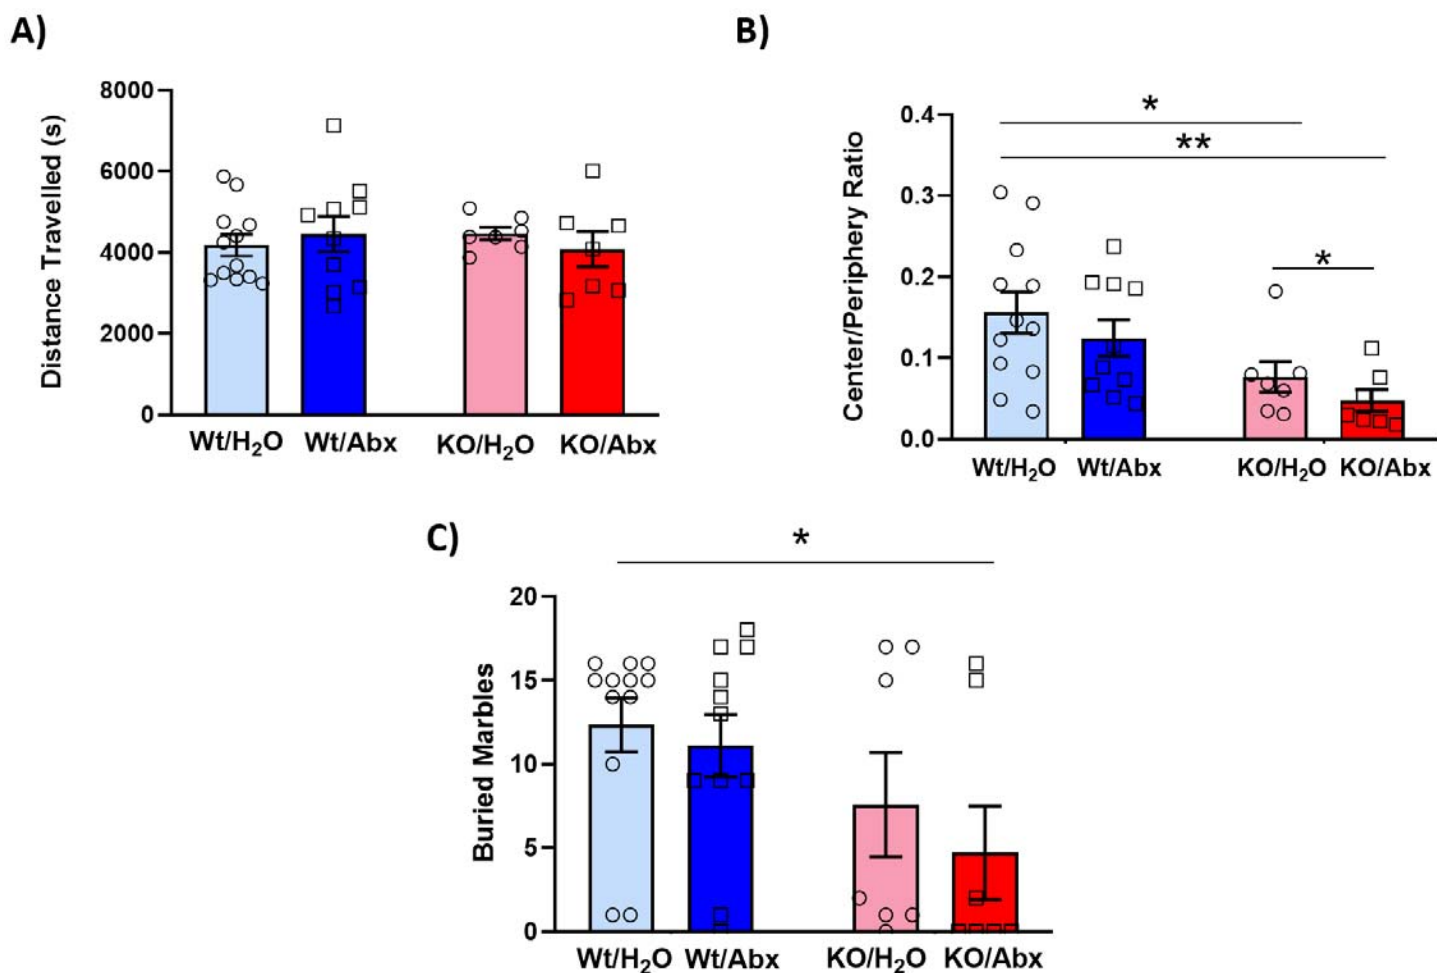 A)
Distance Travelled (s)
8000
6000
4000
2000
0
Wt/H₂O Wt/Abx KO/H₂O KO/Abx
B)
Center/Periphery Ratio
0.4
0.3
0.2
0.1
0.0
*
**
*
Wt/H₂O Wt/Abx KO/H₂O KO/Abx
C)
Buried Marbles
20
15
10
5
0
*
Wt/H₂O Wt/Abx KO/H₂O KO/Abx